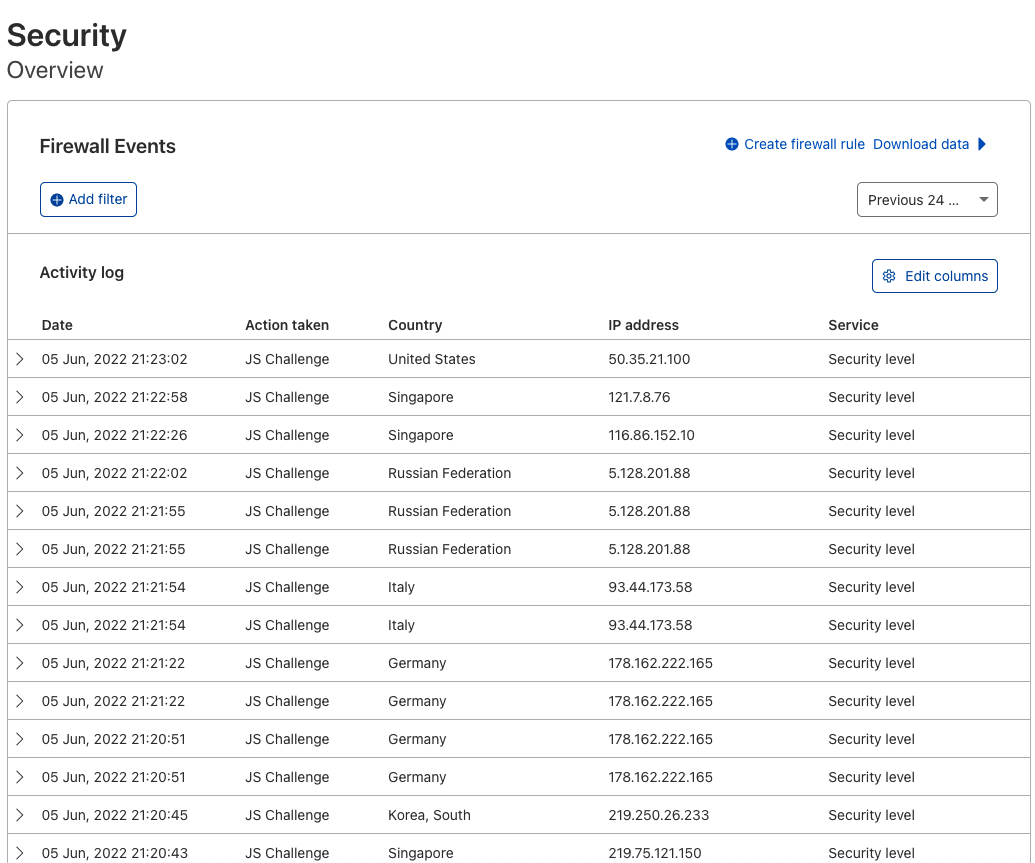 Security
Overview
Firewall Events
Create firewall rule Download data
Add filter
Previous 24 ...
Activity log
Edit columns
Date Action taken Country IP address Service
05 Jun, 2022 21:23:02 JS Challenge United States 50.35.21.100 Security level
05 Jun, 2022 21:22:58 JS Challenge Singapore 121.7.8.76 Security level
05 Jun, 2022 21:22:26 JS Challenge Singapore 116.86.152.10 Security level
05 Jun, 2022 21:22:02 JS Challenge Russian Federation 5.128.201.88 Security level
05 Jun, 2022 21:21:55 JS Challenge Russian Federation 5.128.201.88 Security level
05 Jun, 2022 21:21:55 JS Challenge Russian Federation 5.128.201.88 Security level
05 Jun, 2022 21:21:54 JS Challenge Italy 93.44.173.58 Security level
05 Jun, 2022 21:21:54 JS Challenge Italy 93.44.173.58 Security level
05 Jun, 2022 21:21:22 JS Challenge Germany 178.162.222.165 Security level
05 Jun, 2022 21:21:22 JS Challenge Germany 178.162.222.165 Security level
05 Jun, 2022 21:20:51 JS Challenge Germany 178.162.222.165 Security level
05 Jun, 2022 21:20:51 JS Challenge Germany 178.162.222.165 Security level
05 Jun, 2022 21:20:45 JS Challenge Korea, South 219.250.26.233 Security level
05 Jun, 2022 21:20:43 JS Challenge Singapore 219.75.121.150 Security level